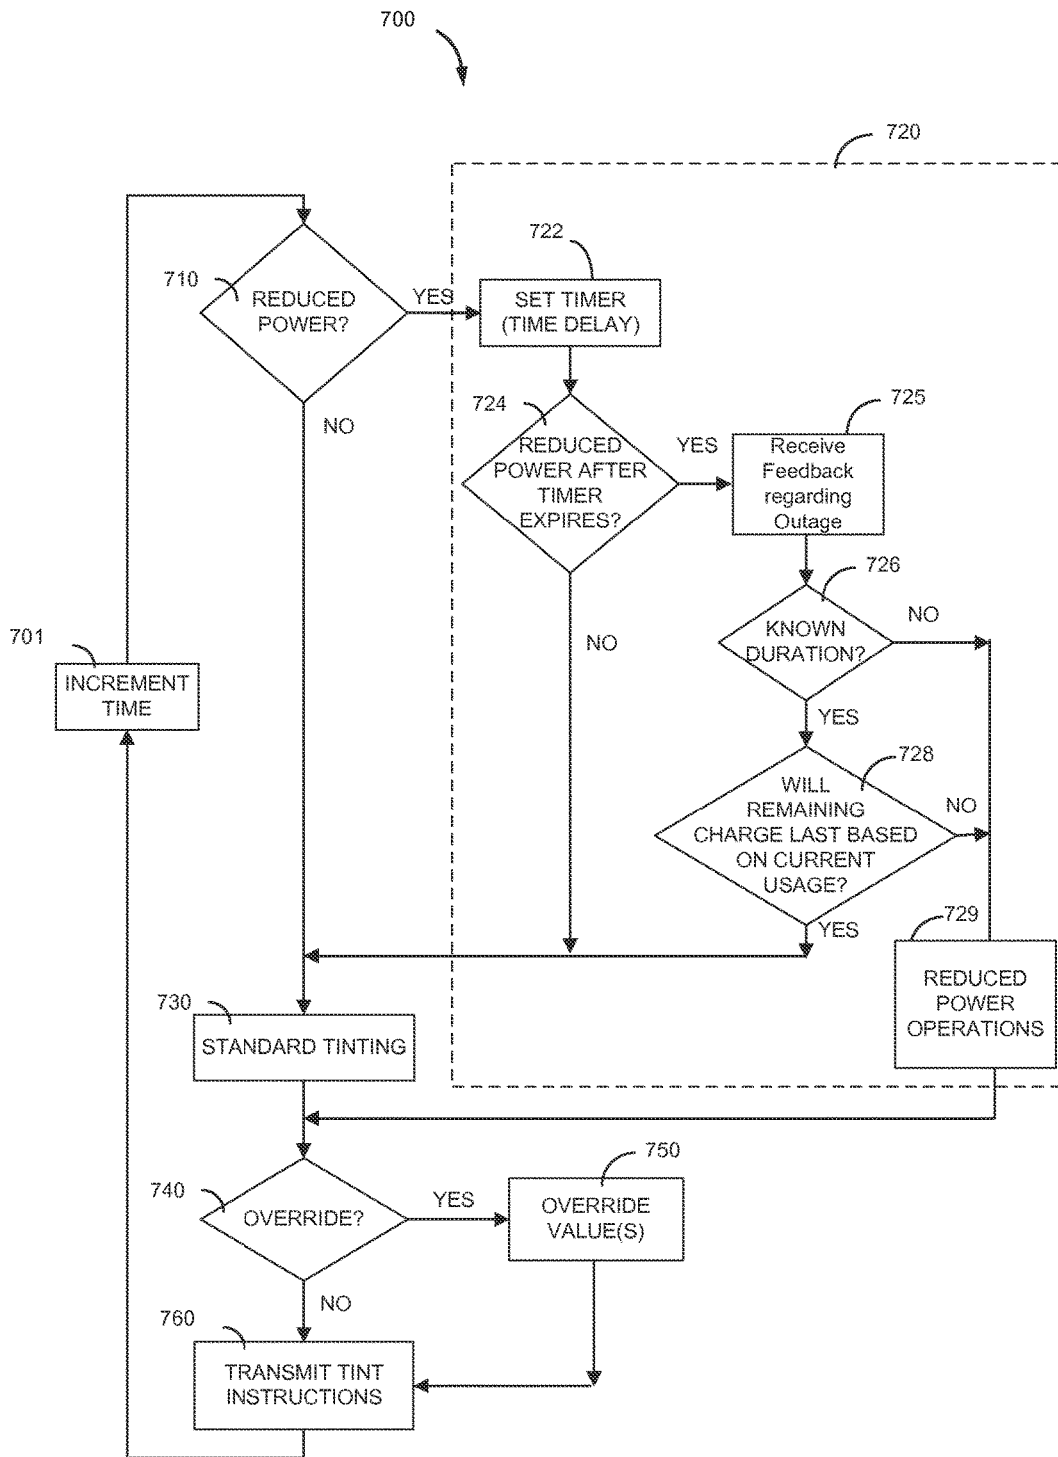 700
720
722
710
REDUCED
POWER?
YES
SET TIMER
(TIME DELAY)
NO
724
REDUCED
POWER AFTER
TIMER
EXPIRES?
YES
725
Receive
Feedback
regarding
Outage
726
KNOWN
DURATION?
NO
NO
YES
701
INCREMENT
TIME
728
WILL
REMAINING
CHARGE LAST BASED
ON CURRENT
USAGE?
NO
YES
729
REDUCED
POWER
OPERATIONS
730
STANDARD TINTING
740
OVERRIDE?
YES
750
OVERRIDE
VALUE(S)
NO
760
TRANSMIT TINT
INSTRUCTIONS